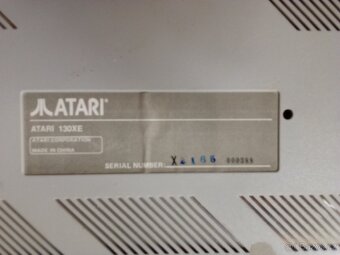 ATARI®
ATARI 130XE
ATARI CORPORATION
MADE IN CHINA
SERIAL NUMBER: